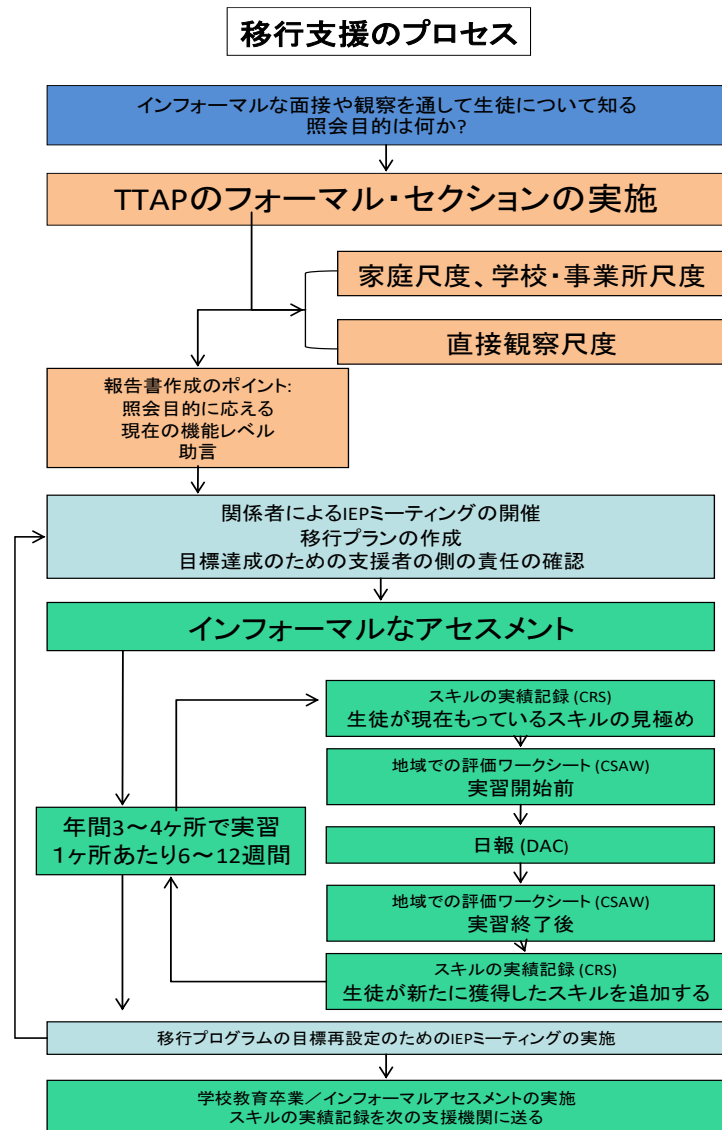 移行支援のプロセス
インフォーマルな面接や観察を通して生徒について知る
照会目的は何か?
TTAPのフォーマル・セクションの実施
家庭尺度、学校・事業所尺度
直接観察尺度
報告書作成のポイント:
照会目的に応える
現在の機能レベル
助言
関係者によるIEPミーティングの開催
移行プランの作成
目標達成のための支援者の側の責任の確認
インフォーマルなアセスメント
スキルの実績記録 (CRS)
生徒が現在もっているスキルの見極め
地域での評価ワークシート (CSAW)
実習開始前
年間3～4ヶ所で実習
１ヶ所あたり6～12週間
日報 (DAC)
地域での評価ワークシート (CSAW)
実習終了後
スキルの実績記録 (CRS)
生徒が新たに獲得したスキルを追加する
移行プログラムの目標再設定のためのIEPミーティングの実施
学校教育卒業／インフォーマルアセスメントの実施
スキルの実績記録を次の支援機関に送る